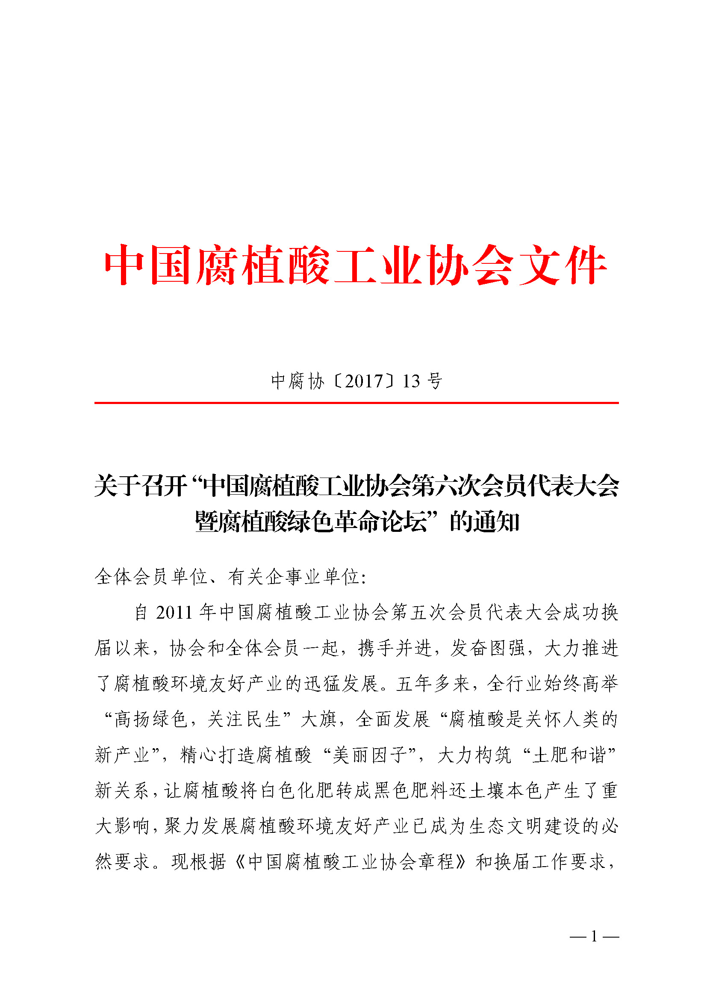 中国腐植酸工业协会文件
中腐协〔2017〕13 号
关于召开“中国腐植酸工业协会第六次会员代表大会
暨腐植酸绿色革命论坛”的通知
全体会员单位、有关企事业单位：
自 2011 年中国腐植酸工业协会第五次会员代表大会成功换
届以来，协会和全体会员一起，携手并进，发奋图强，大力推进
了腐植酸环境友好产业的迅猛发展。五年多来，全行业始终高举
“高扬绿色，关注民生”大旗，全面发展“腐植酸是关怀人类的
新产业”，精心打造腐植酸“美丽因子”，大力构筑“土肥和谐”
新关系，让腐植酸将白色化肥转成黑色肥料还土壤本色产生了重
大影响，聚力发展腐植酸环境友好产业已成为生态文明建设的必
然要求。现根据《中国腐植酸工业协会章程》和换届工作要求，
— 1 —